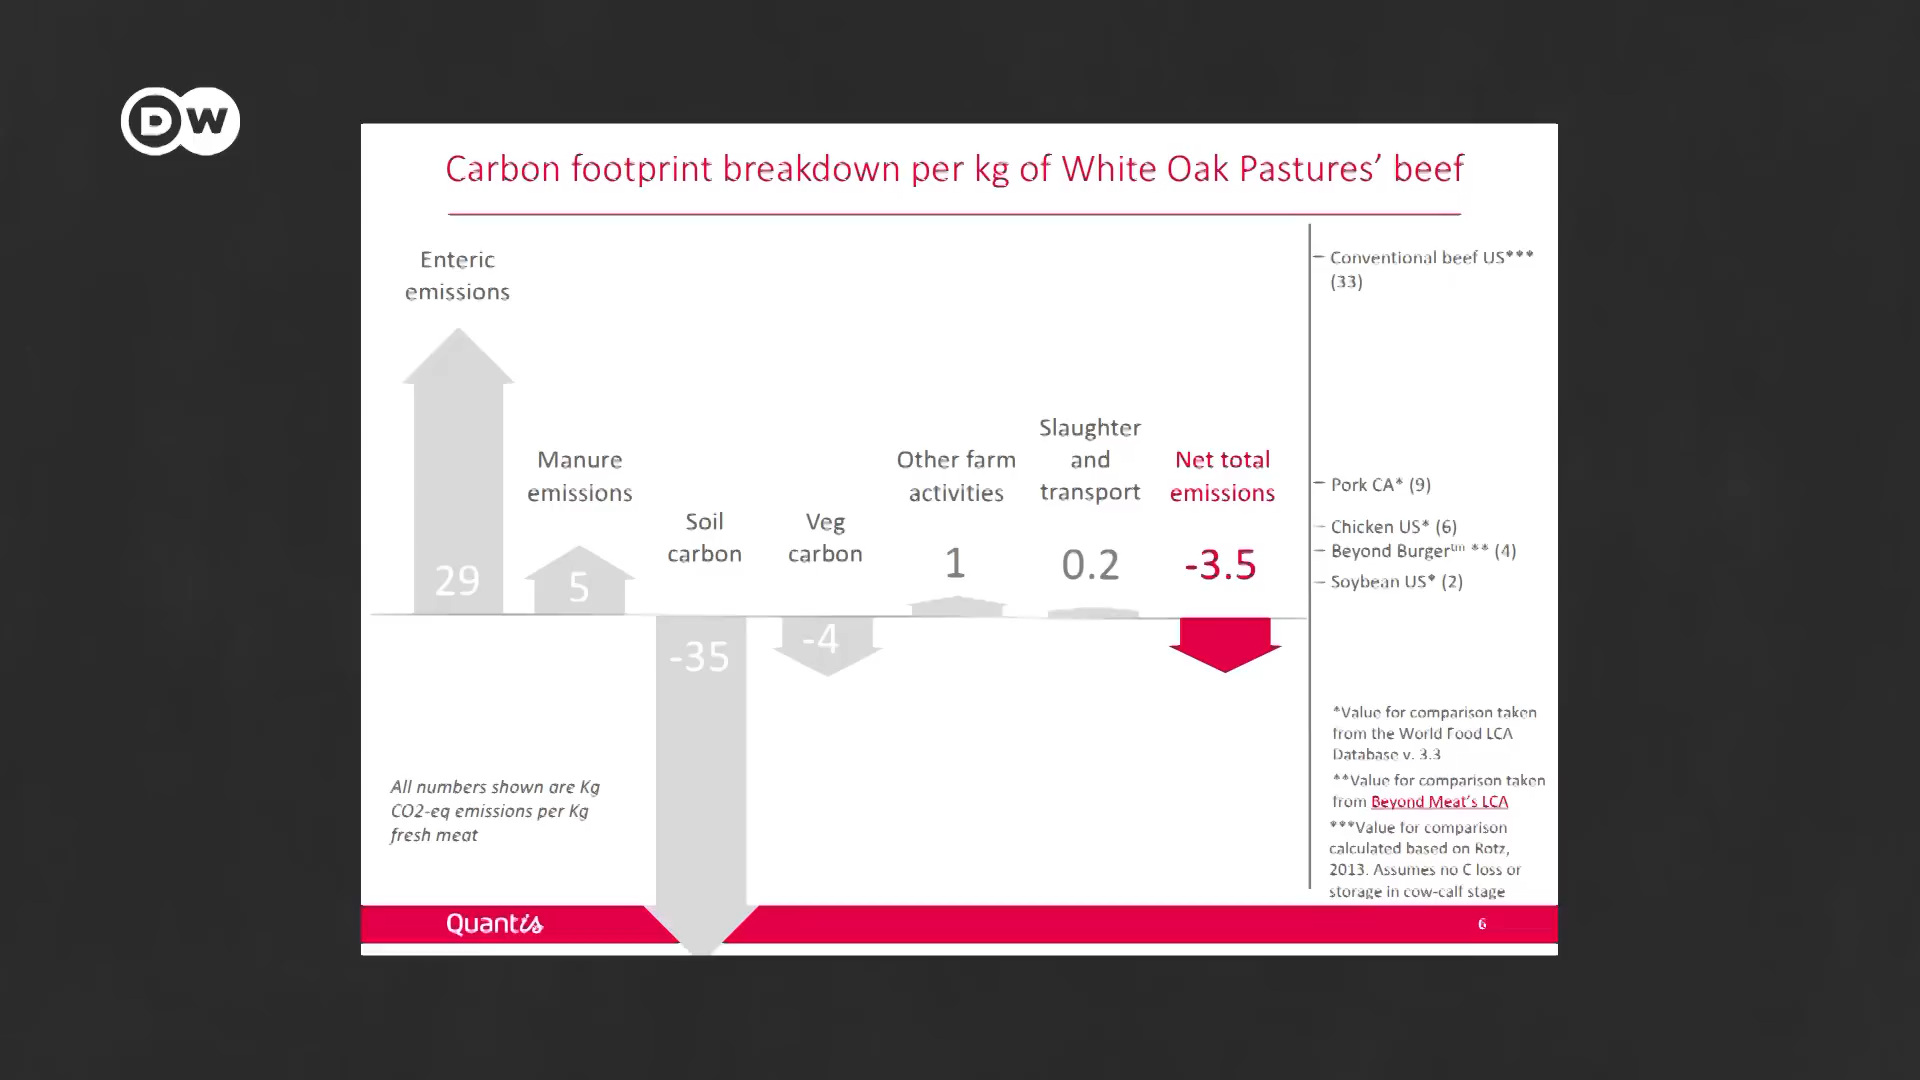 DW
Carbon footprint breakdown per kg of White Oak Pastures’ beef
Enteric
emissions
29
Manure
emissions
5
Soil
carbon
-35
Veg
carbon
-4
Other farm
activities
1
Slaughter
and
transport
0.2
Net total
emissions
-3.5
Conventional beef US***
(33)
Pork CA* (9)
Chicken US* (6)
Beyond Burger™ ** (4)
Soybean US* (2)
*Value for comparison taken
from the World Food LCA
Database v. 3.3
**Value for comparison taken
from Beyond Meat’s LCA
***Value for comparison
calculated based on Rotz,
2013. Assumes no C loss or
storage in cow-calf stage
All numbers shown are Kg
CO2-eq emissions per Kg
fresh meat
Quantis
6